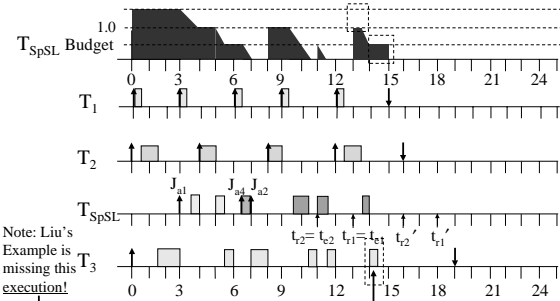 1.0
T_SpSL Budget
0 3 6 9 12 15 18 21 24
T_1
T_2
J_a1 J_a4 J_a2
T_SpSL
t_r2 = t_e2 t_r1 = t_e1 t_r2′ t_r1′
Note: Liu's
Example is
missing this
execution!
T_3
0 3 6 9 12 15 18 21 24